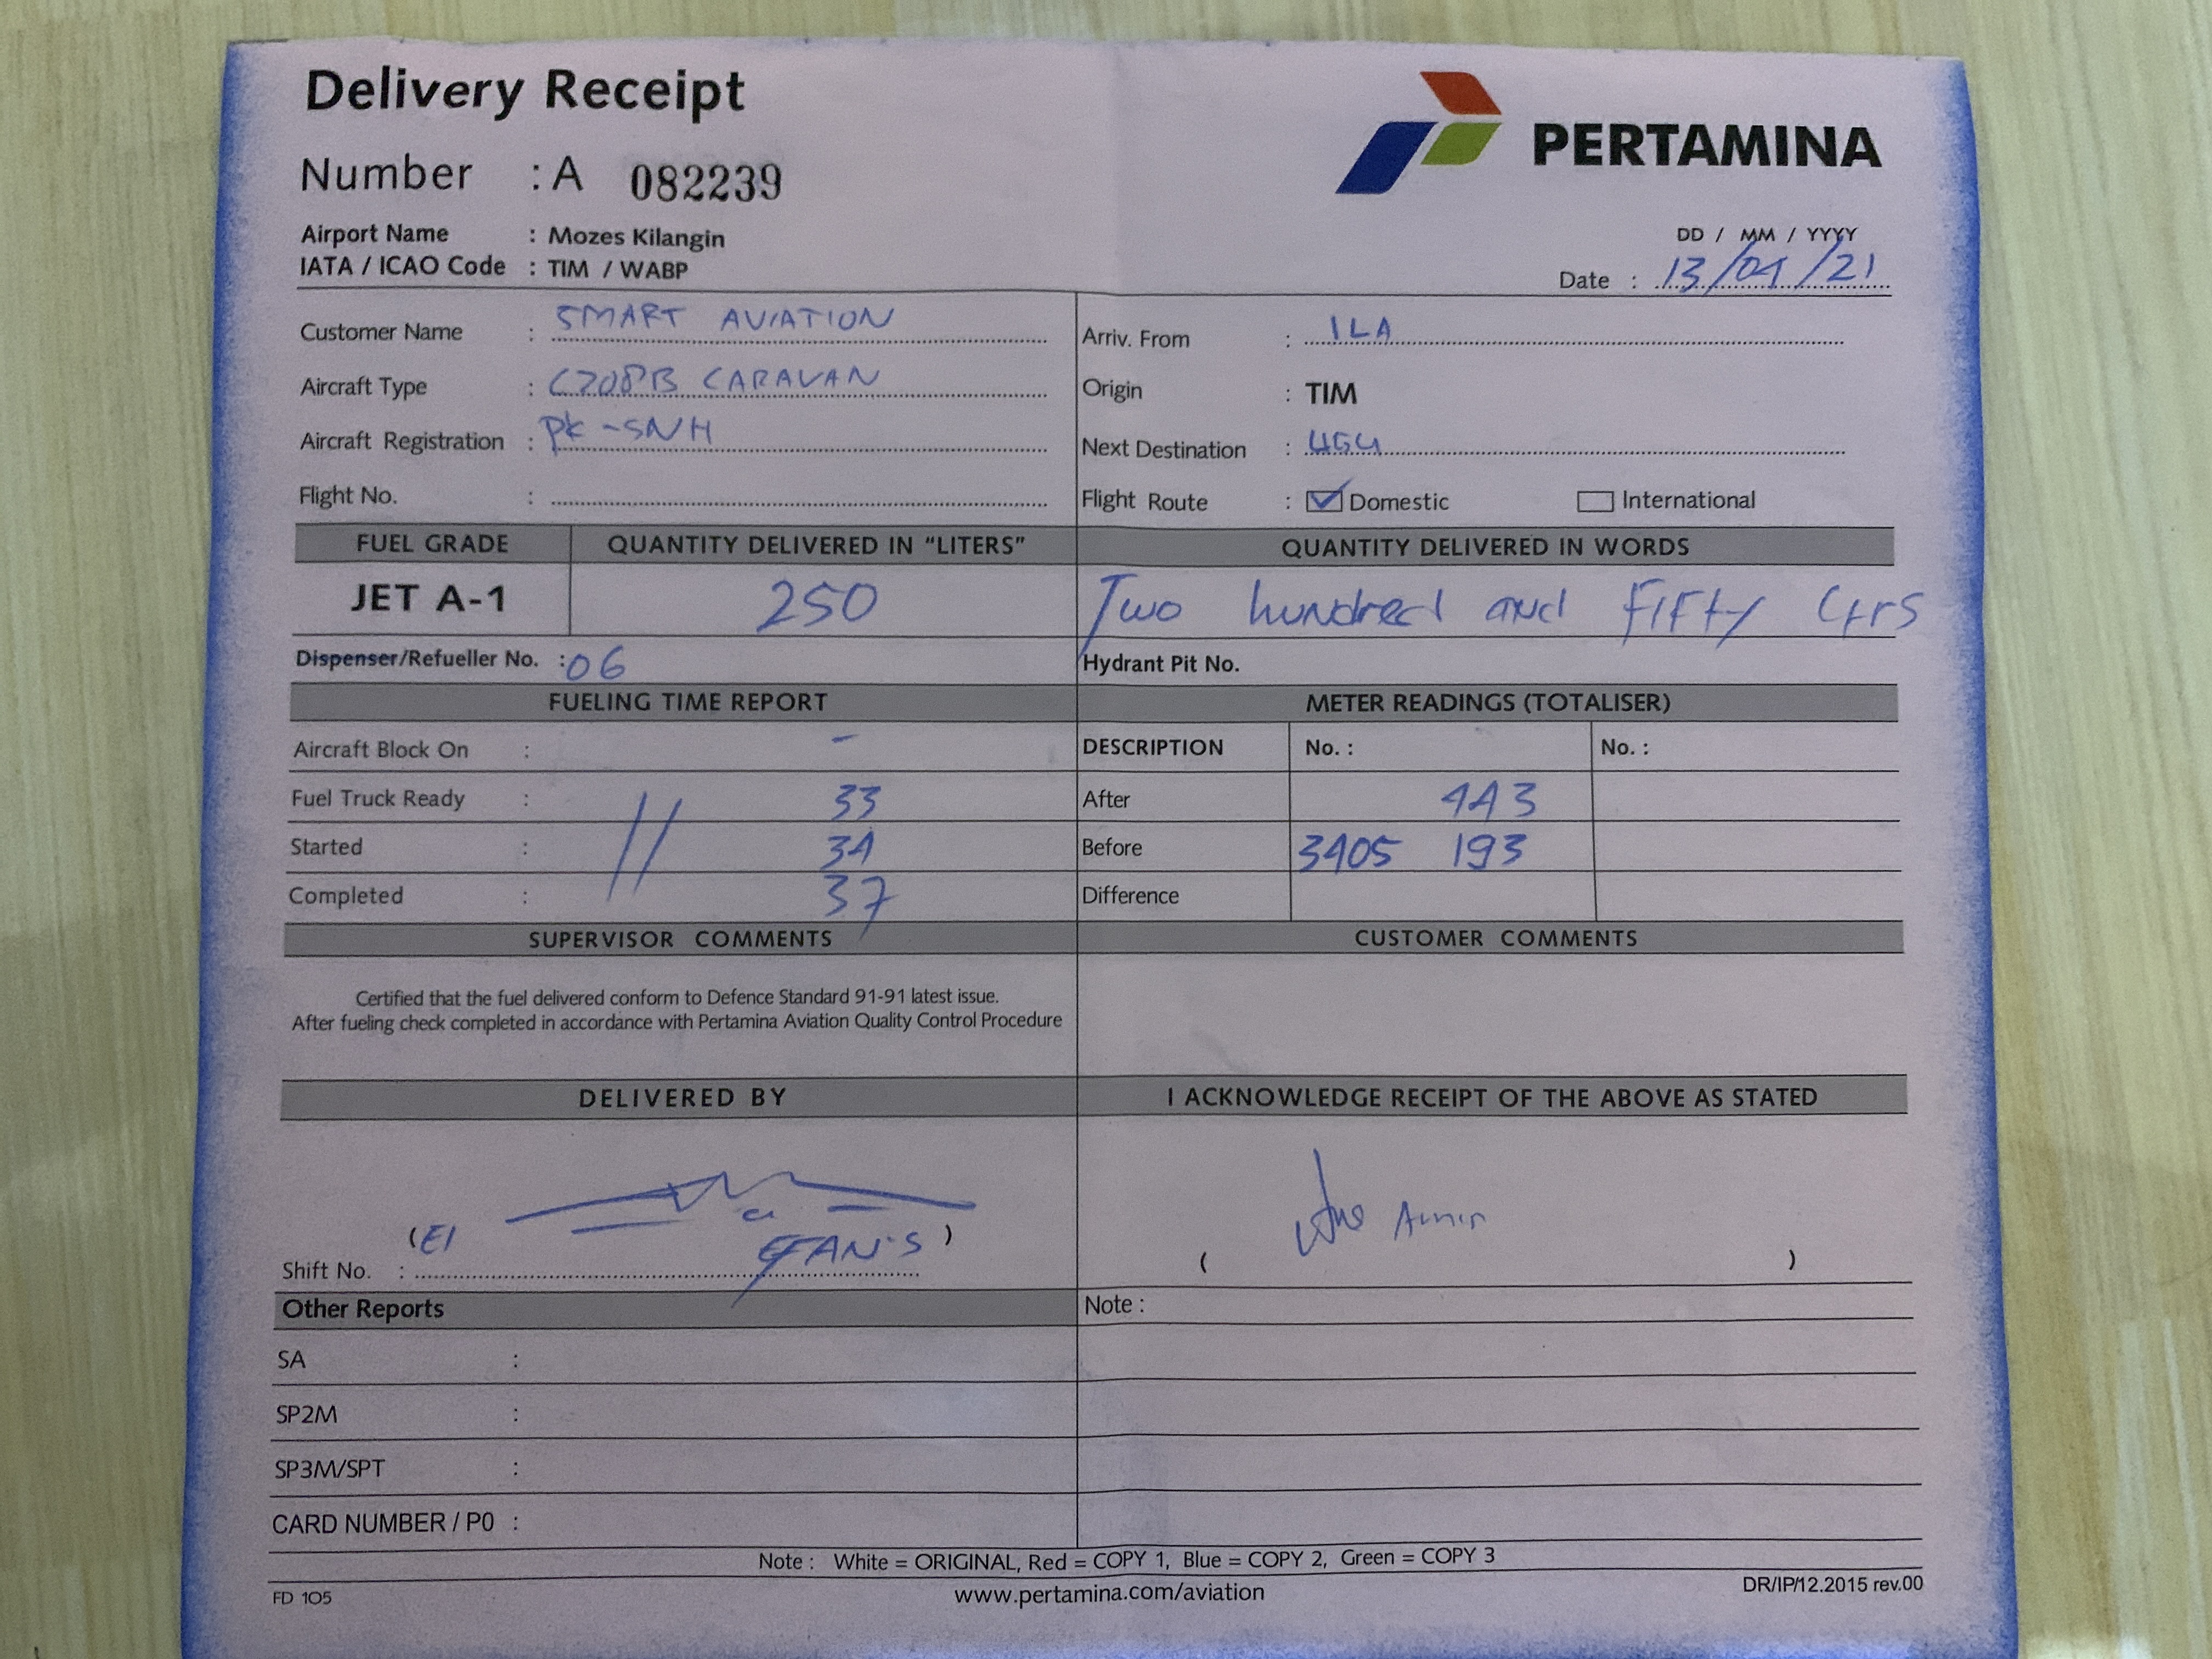 Delivery Receipt
PERTAMINA
Number : A 082239
Airport Name : Mozes Kilangin
IATA / ICAO Code : TIM / WABP
DD / MM / YYYY
Date : 13/04/21
Customer Name : SMART AVIATION
Arriv. From : ILA
Aircraft Type : C208B CARAVAN
Origin : TIM
Aircraft Registration : PK-SNH
Next Destination : UGU
Flight No. :
Flight Route : Domestic International
FUEL GRADE QUANTITY DELIVERED IN "LITERS" QUANTITY DELIVERED IN WORDS
JET A-1 250 Two hundred and FIFTY Ltrs
Dispenser/Refueller No. : 06 Hydrant Pit No.
FUELING TIME REPORT METER READINGS (TOTALISER)
Aircraft Block On : - DESCRIPTION No. : No. :
Fuel Truck Ready : 33 After 443
Started : // 34 Before 3405 193
Completed : 37 Difference
SUPERVISOR COMMENTS CUSTOMER COMMENTS
Certified that the fuel delivered conform to Defence Standard 91-91 latest issue.
After fueling check completed in accordance with Pertamina Aviation Quality Control Procedure
DELIVERED BY I ACKNOWLEDGE RECEIPT OF THE ABOVE AS STATED
( EFAN'S ) ( )
Shift No. :
Other Reports Note :
SA :
SP2M :
SP3M/SPT :
CARD NUMBER / P0 :
Note : White = ORIGINAL, Red = COPY 1, Blue = COPY 2, Green = COPY 3
FD 105 www.pertamina.com/aviation DR/IP/12.2015 rev.00